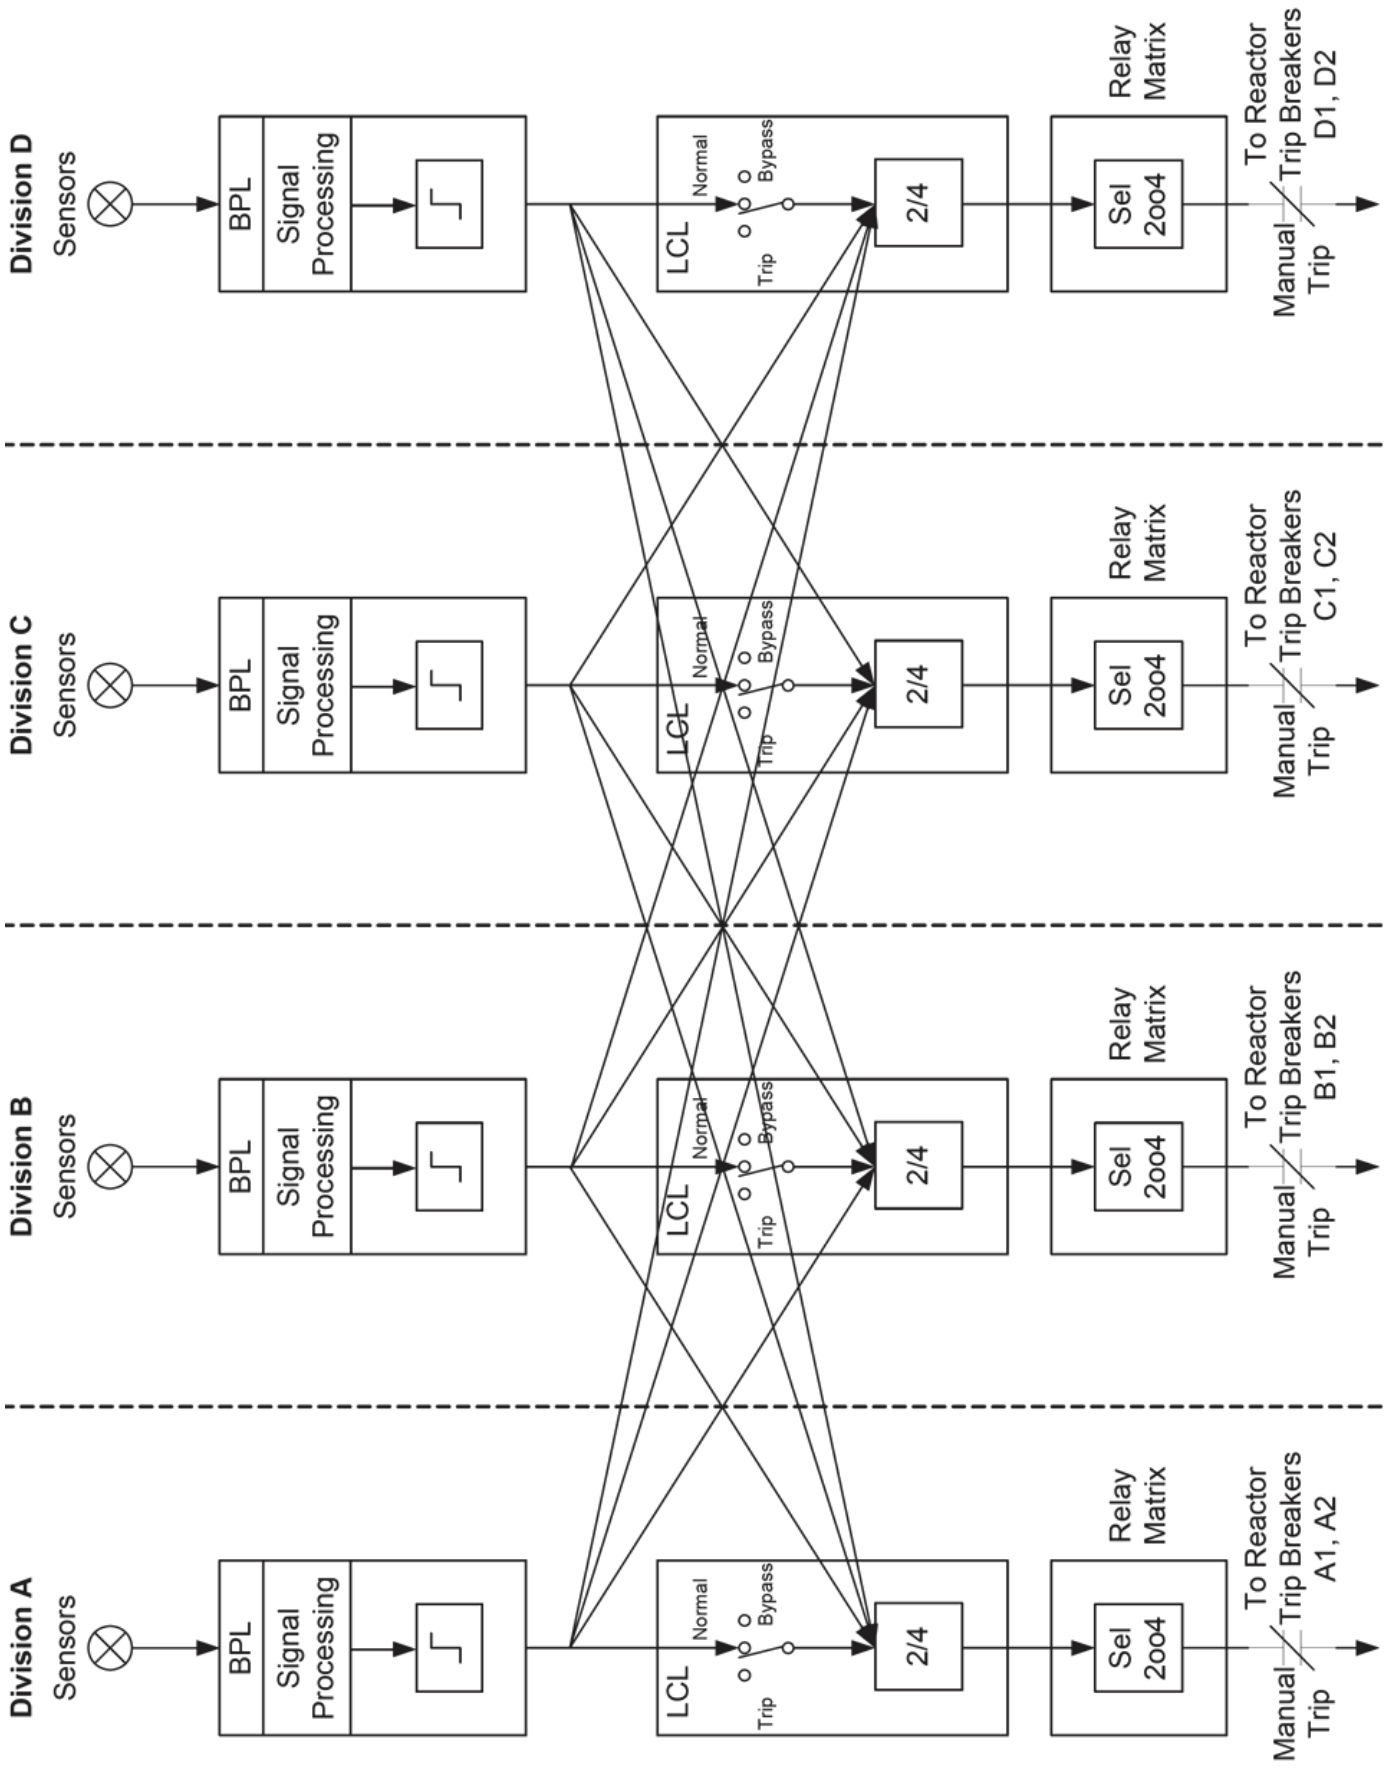 Division A
Sensors
BPL
Signal
Processing
LCL
Trip
Normal
Bypass
2/4
Relay
Matrix
Sel
2oo4
Manual
Trip
To Reactor
Trip Breakers
A1, A2
Division B
Sensors
BPL
Signal
Processing
LCL
Trip
Normal
Bypass
2/4
Relay
Matrix
Sel
2oo4
Manual
Trip
To Reactor
Trip Breakers
B1, B2
Division C
Sensors
BPL
Signal
Processing
LCL
Trip
Normal
Bypass
2/4
Relay
Matrix
Sel
2oo4
Manual
Trip
To Reactor
Trip Breakers
C1, C2
Division D
Sensors
BPL
Signal
Processing
LCL
Trip
Normal
Bypass
2/4
Relay
Matrix
Sel
2oo4
Manual
Trip
To Reactor
Trip Breakers
D1, D2